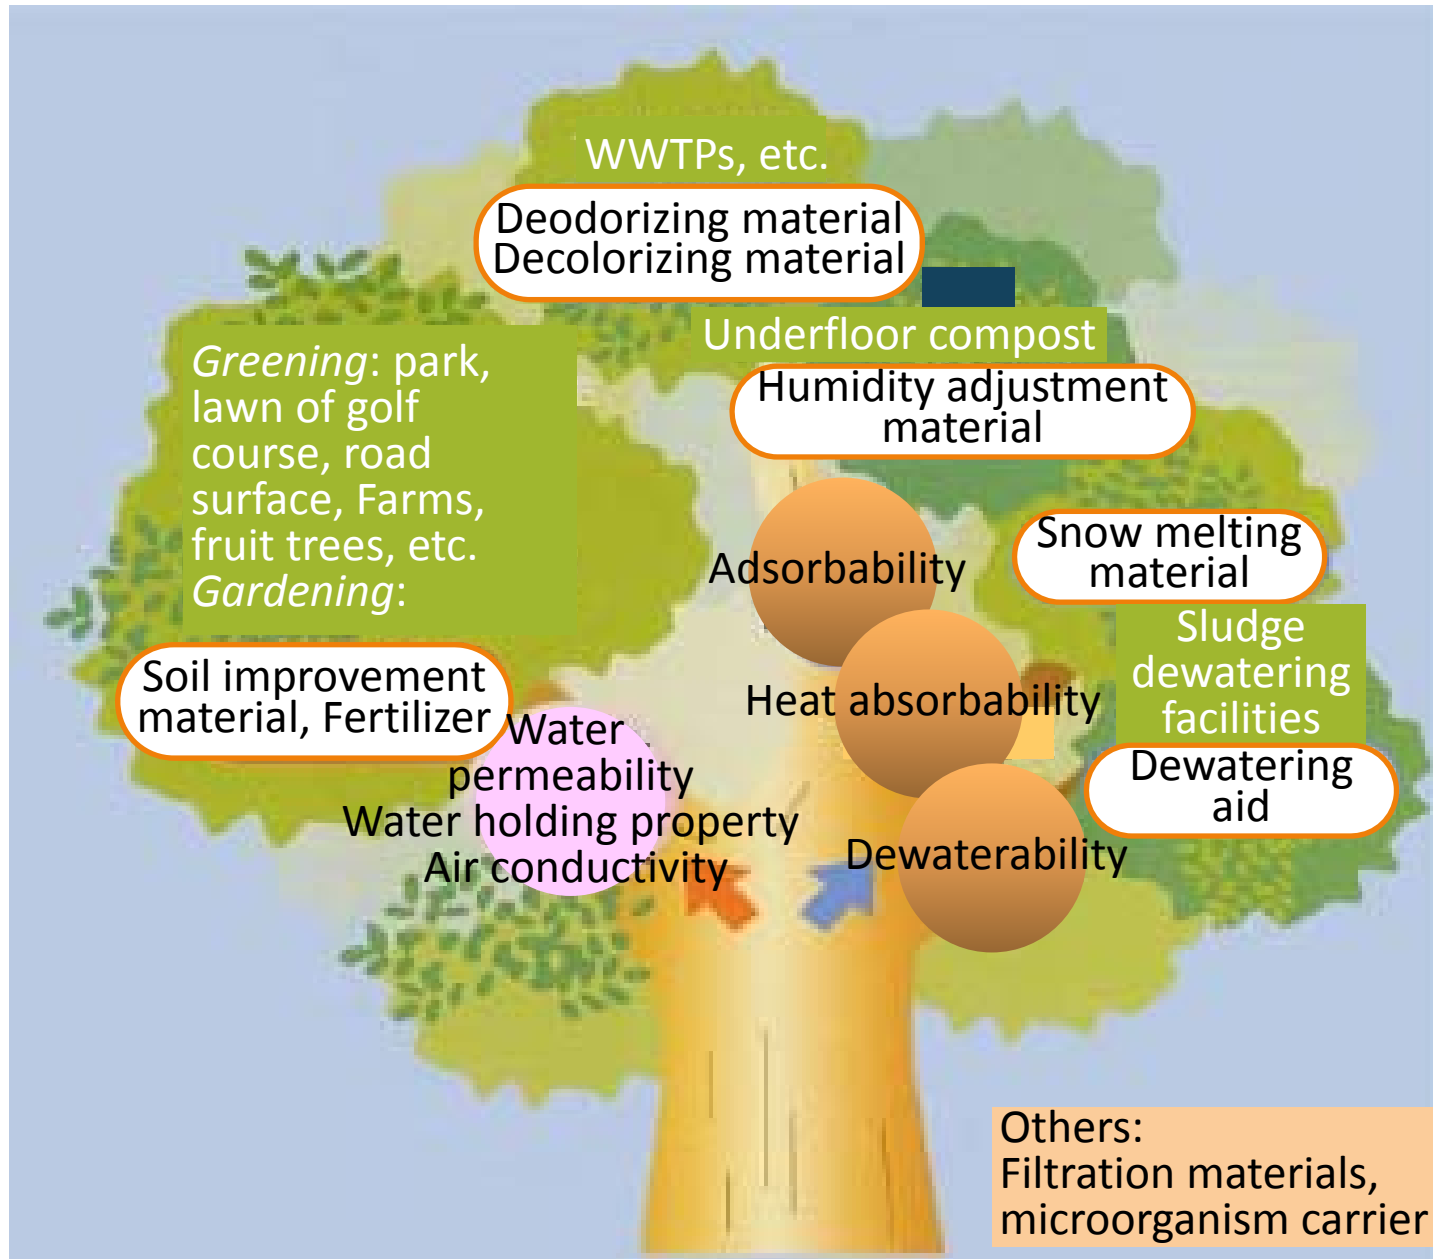 WWTPs, etc.
Deodorizing material
Decolorizing material
Underfloor compost
Humidity adjustment
material
Greening: park,
lawn of golf
course, road
surface, Farms,
fruit trees, etc.
Gardening:
Soil improvement
material, Fertilizer
Adsorbability
Snow melting
material
Heat absorbability
Sludge
dewatering
facilities
Dewatering
aid
Water
permeability
Water holding property
Air conductivity
Dewaterability
Others:
Filtration materials,
microorganism carrier